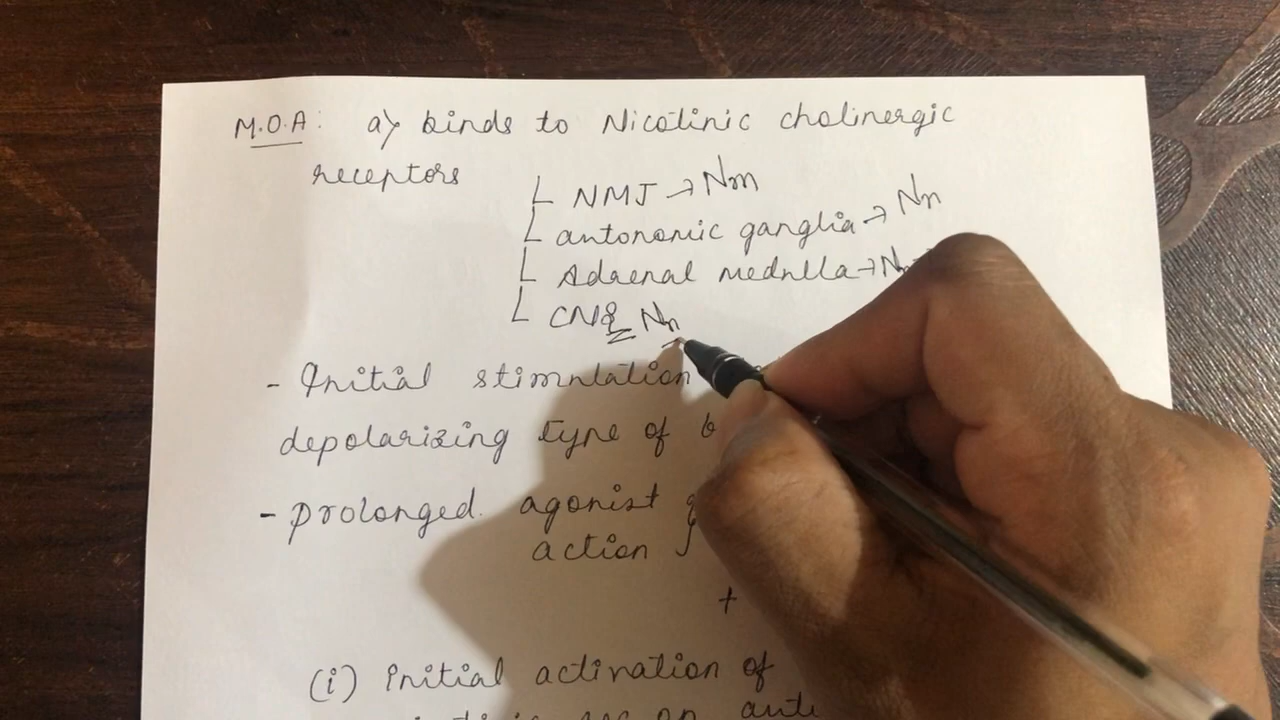 M.O.A: a> binds to Nicotinic cholinergic
receptors
NMJ → Nm
autonomic ganglia → Nn
Adrenal medulla → Nn
CNS Nn
- Initial stimulation
depolarizing type of b
- prolonged agonist
action
+
(i) Initial activation of